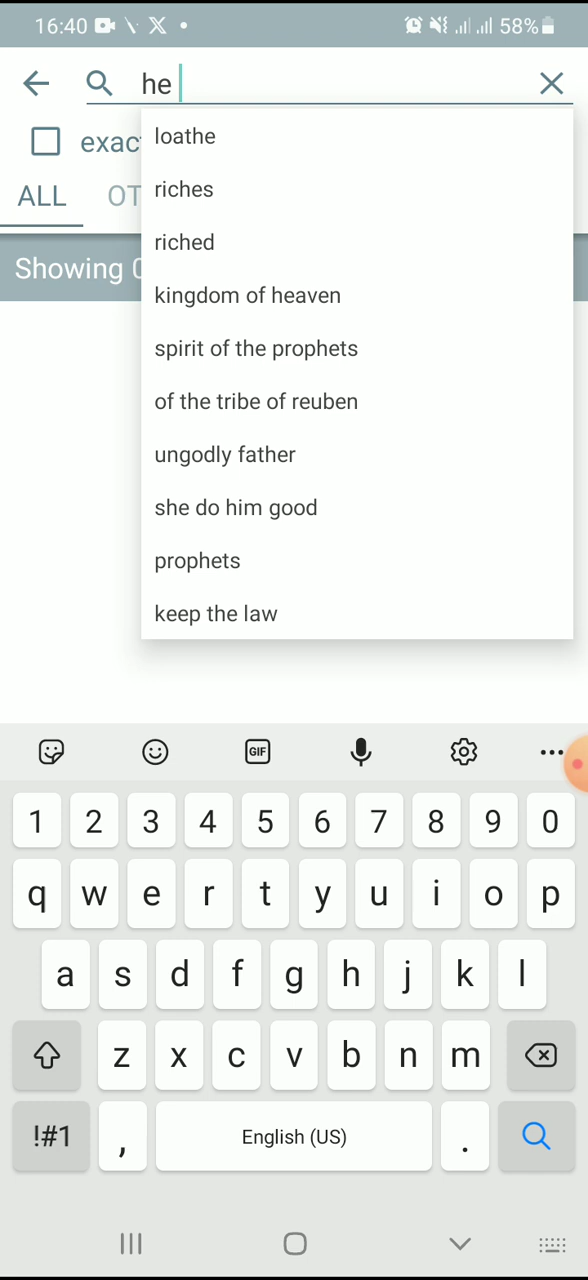 16:40 58%
he
exac
loathe
ALL OT
riches
riched
Showing 0
kingdom of heaven
spirit of the prophets
of the tribe of reuben
ungodly father
she do him good
prophets
keep the law
GIF
1 2 3 4 5 6 7 8 9 0
q w e r t y u i o p
a s d f g h j k l
z x c v b n m
!#1 , English (US) .